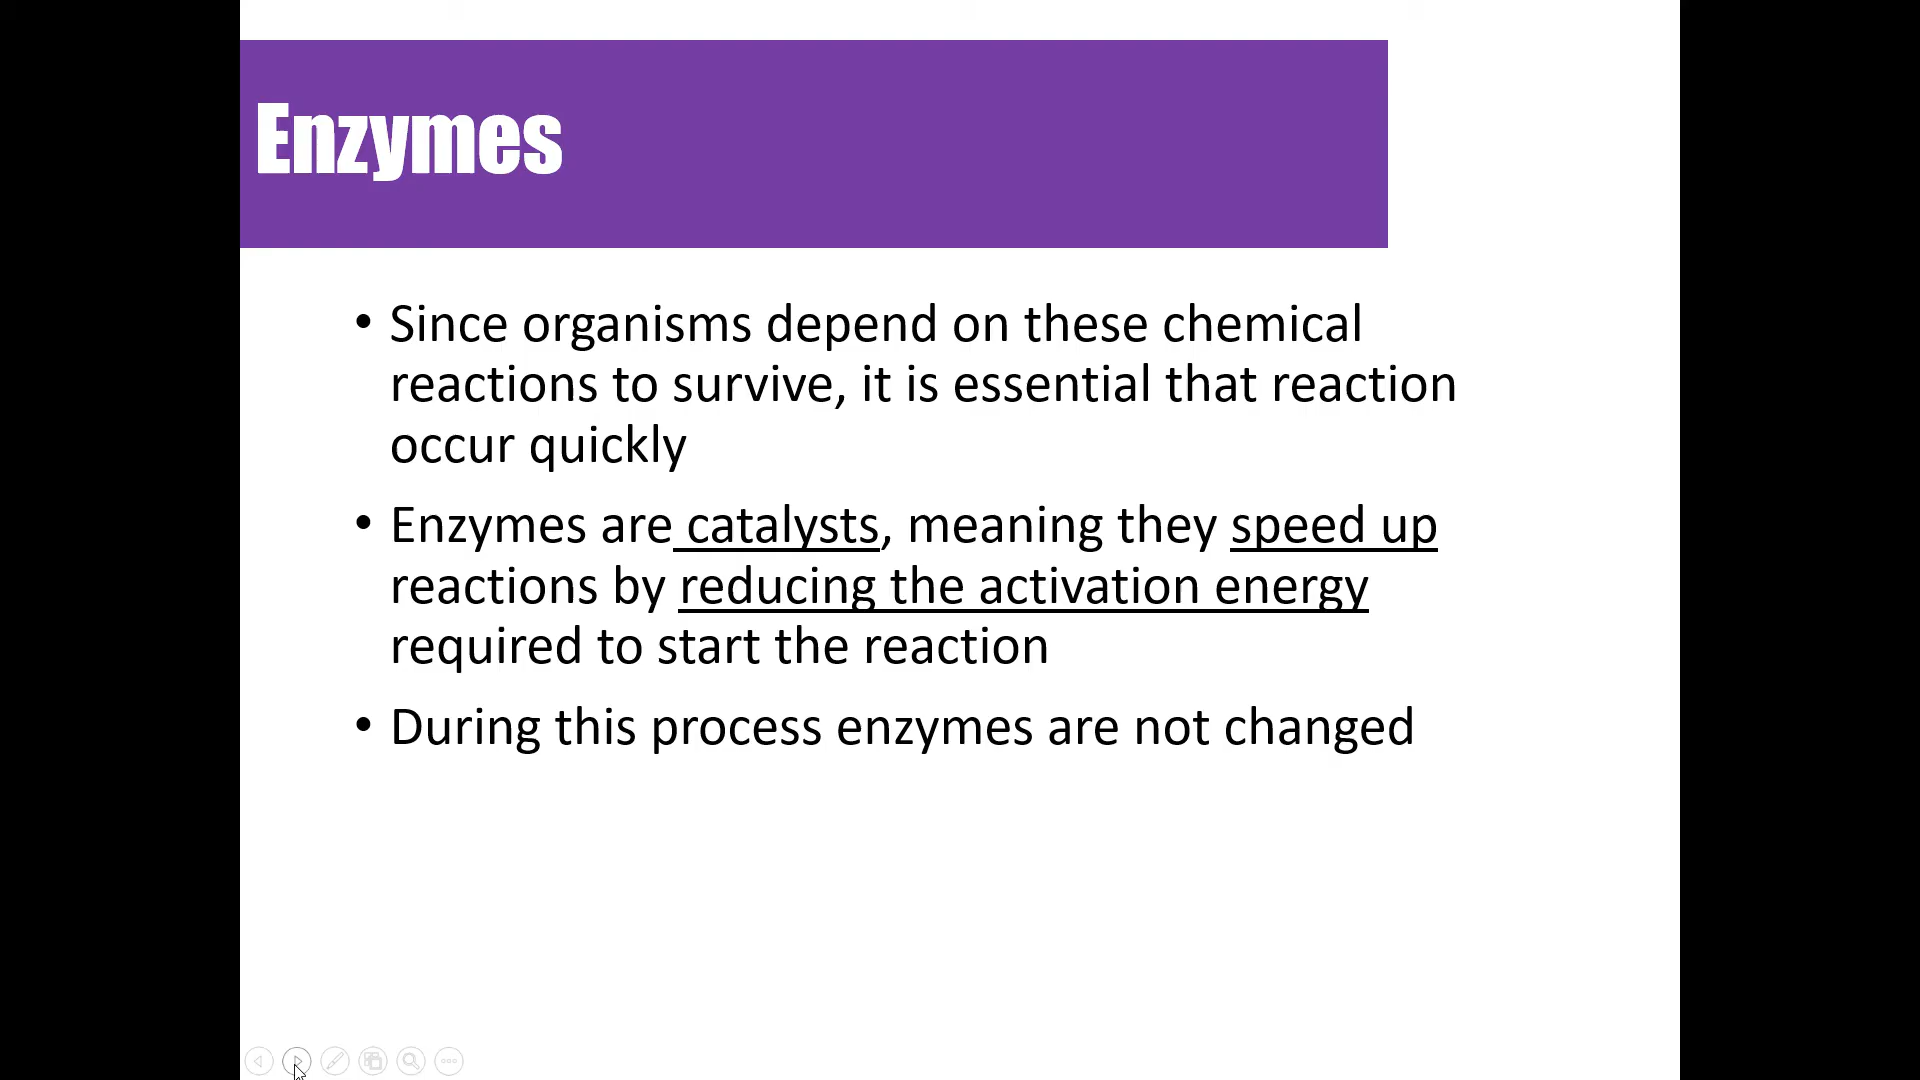 Enzymes
• Since organisms depend on these chemical
reactions to survive, it is essential that reaction
occur quickly
• Enzymes are catalysts, meaning they speed up
reactions by reducing the activation energy
required to start the reaction
• During this process enzymes are not changed